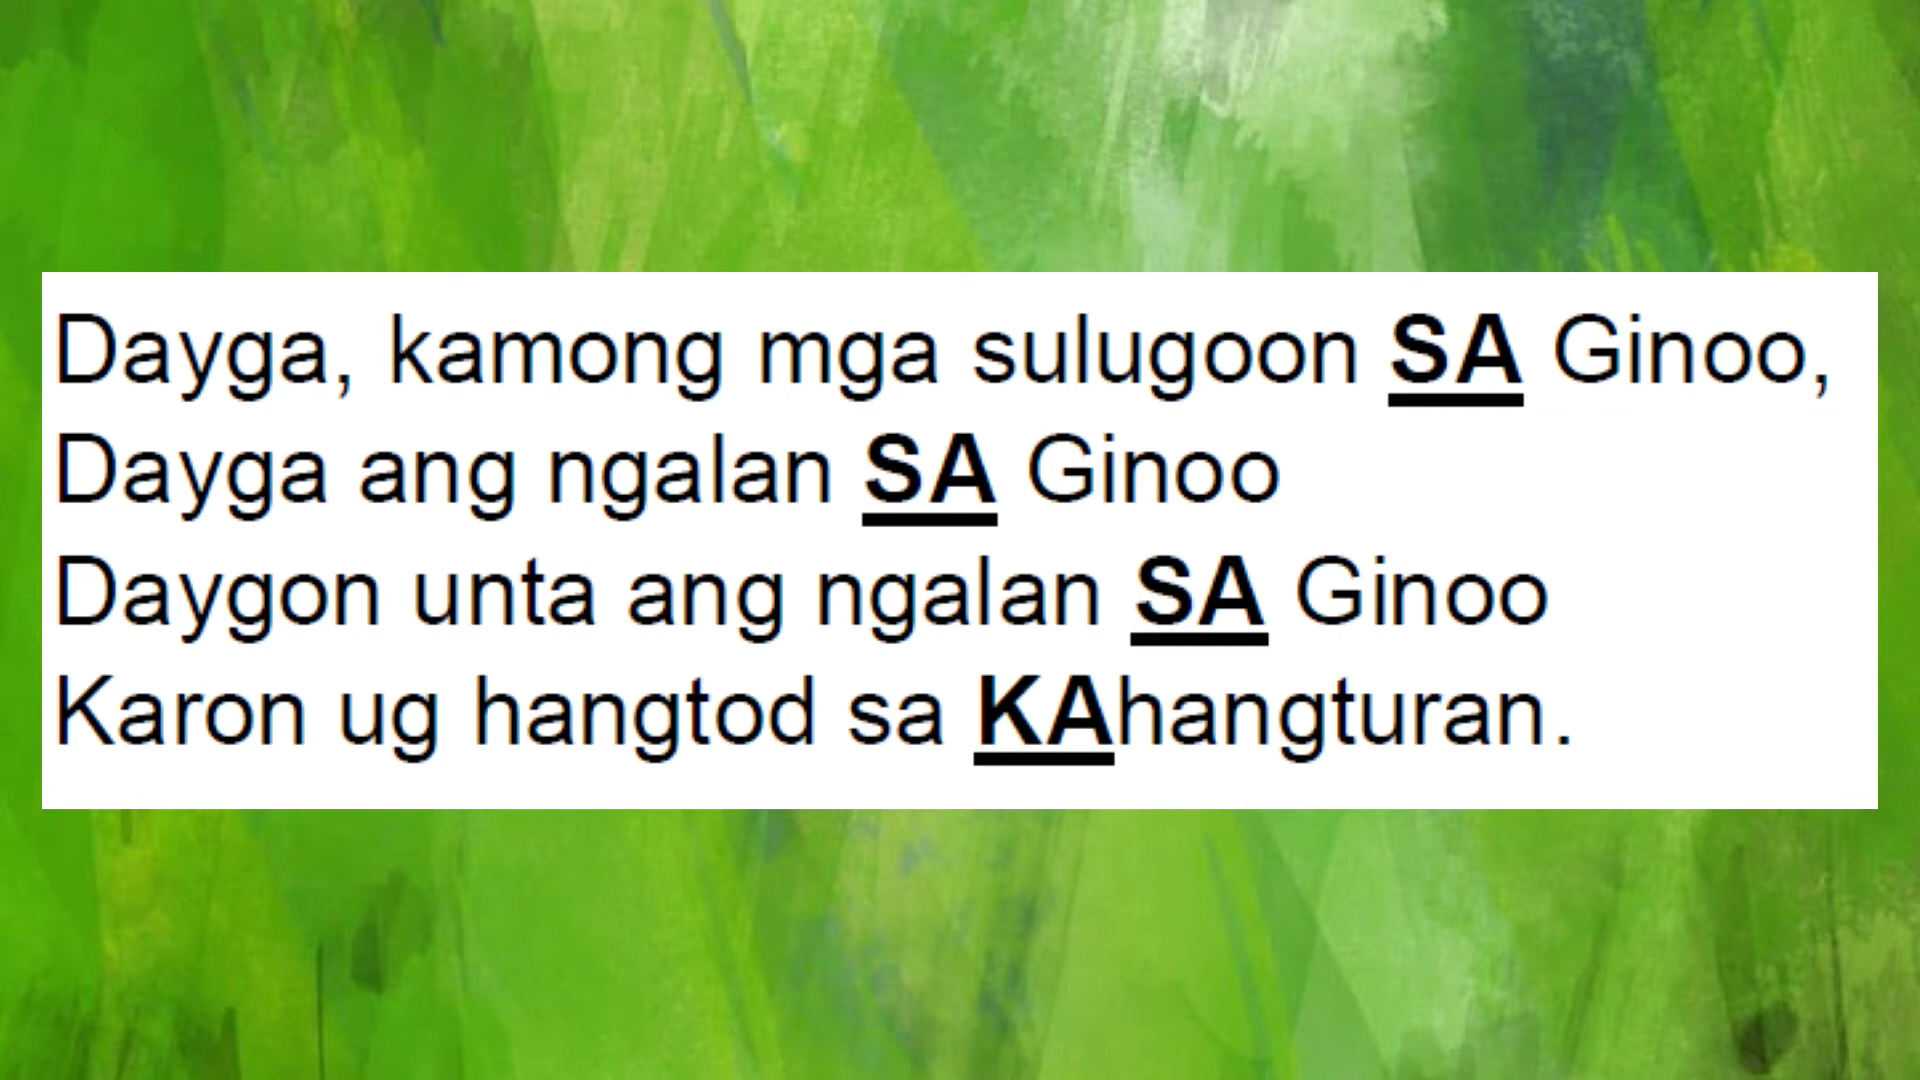 Dayga, kamong mga sulugoon SA Ginoo,
Dayga ang ngalan SA Ginoo
Daygon unta ang ngalan SA Ginoo
Karon ug hangtod sa KAhangturan.